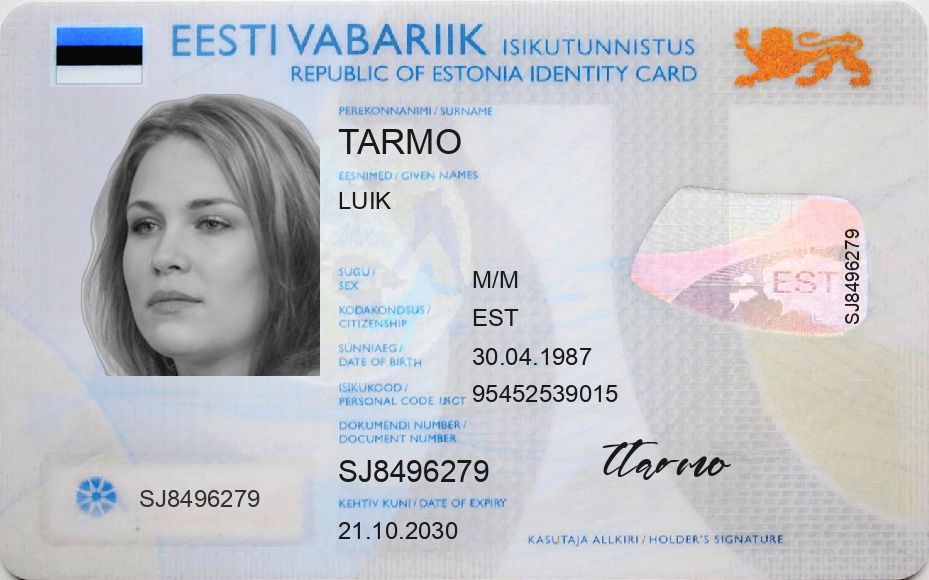 EESTI VABARIIK ISIKUTUNNISTUS
REPUBLIC OF ESTONIA IDENTITY CARD
PEREKONNANIMI / SURNAME
TARMO
EESNIMED / GIVEN NAMES
LUIK
SUGU /
SEX
M/M
KODAKONDSUS /
CITIZENSHIP
EST
SÜNNIAEG /
DATE OF BIRTH
30.04.1987
ISIKUKOOD /
PERSONAL CODE
95452539015
DOKUMENDI NUMBER /
DOCUMENT NUMBER
SJ8496279
KEHTIV KUNI / DATE OF EXPIRY
21.10.2030
SJ8496279
EST
SJ8496279
ttarmo
KASUTAJA ALLKIRI / HOLDER'S SIGNATURE